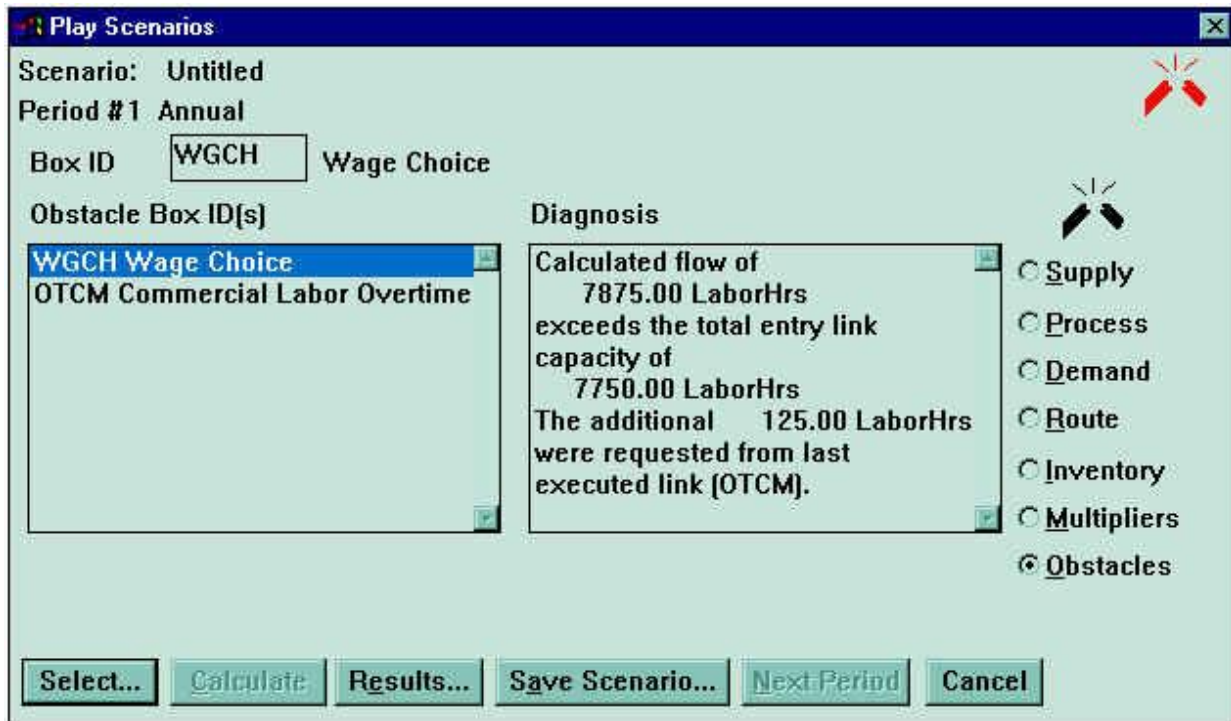 Play Scenarios
Scenario: Untitled
Period #1 Annual
Box ID WGCH Wage Choice
Obstacle Box ID(s)
WGCH Wage Choice
OTCM Commercial Labor Overtime
Diagnosis
Calculated flow of
7875.00 LaborHrs
exceeds the total entry link
capacity of
7750.00 LaborHrs
The additional 125.00 LaborHrs
were requested from last
executed link (OTCM).
Supply
Process
Demand
Route
Inventory
Multipliers
Obstacles
Select... Calculate Results... Save Scenario... Next Period Cancel